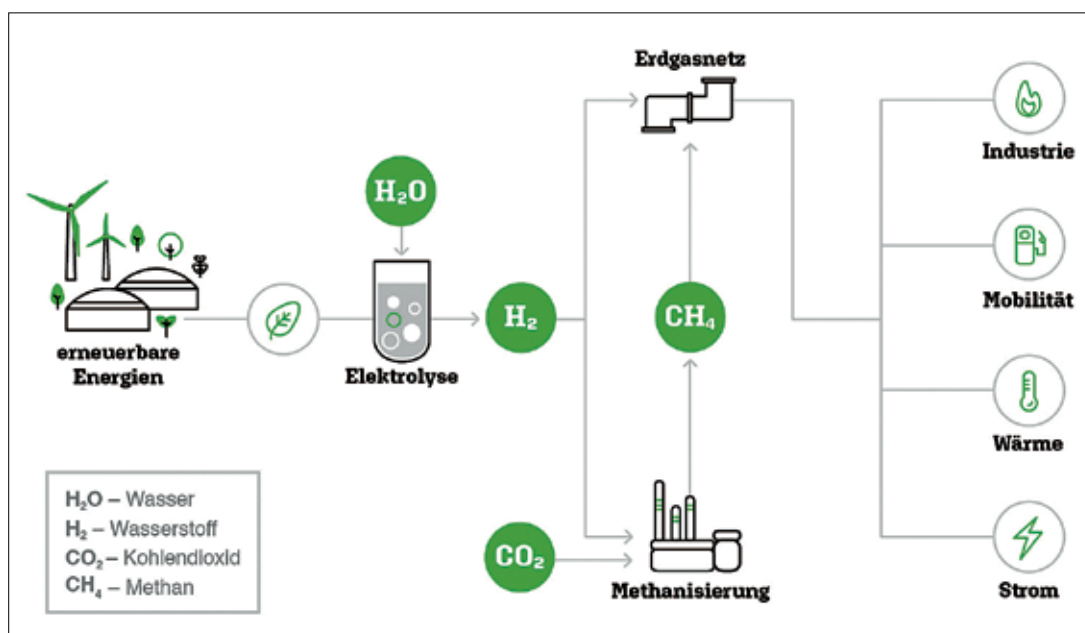 Erdgasnetz
Industrie
H₂O
Mobilität
H₂
CH₄
erneuerbare
Energien
Elektrolyse
Wärme
H₂O – Wasser
H₂ – Wasserstoff
CO₂ – Kohlendioxid
CH₄ – Methan
CO₂
Methanisierung
Strom